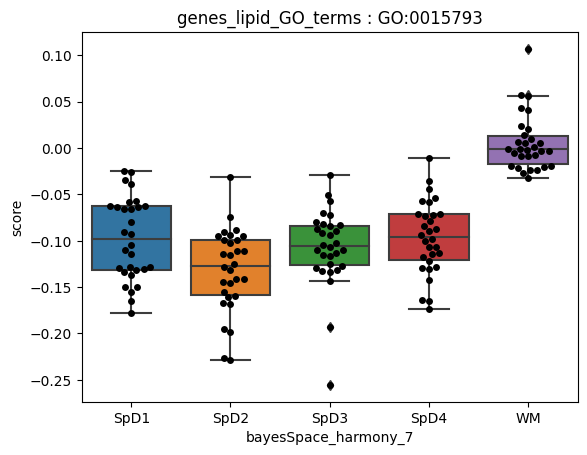 genes_lipid_GO_terms : GO:0015793
0.10
0.05
0.00
−0.05
−0.10
−0.15
−0.20
−0.25
score
SpD1 SpD2 SpD3 SpD4 WM
bayesSpace_harmony_7